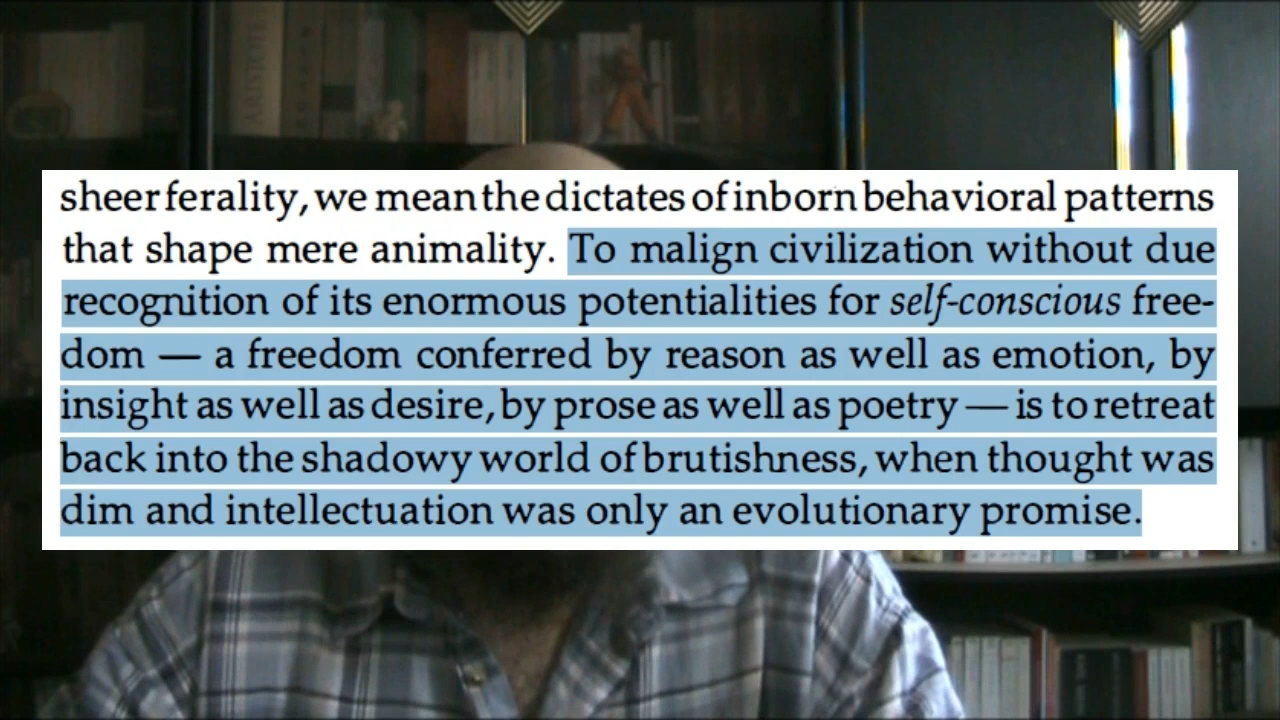 ARISTOTE
sheer ferality, we mean the dictates of inborn behavioral patterns
that shape mere animality. To malign civilization without due
recognition of its enormous potentialities for self-conscious free-
dom — a freedom conferred by reason as well as emotion, by
insight as well as desire, by prose as well as poetry — is to retreat
back into the shadowy world of brutishness, when thought was
dim and intellectuation was only an evolutionary promise.